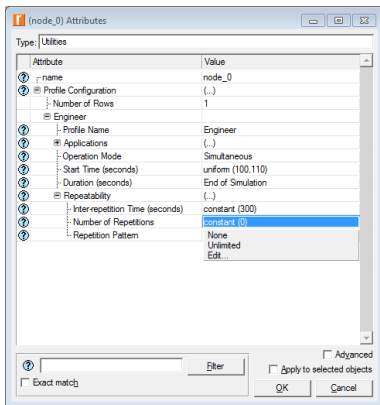 (node_0) Attributes
Type: Utilities
Attribute Value
name node_0
Profile Configuration (...)
Number of Rows 1
Engineer
Profile Name Engineer
Applications (...)
Operation Mode Simultaneous
Start Time (seconds) uniform (100,110)
Duration (seconds) End of Simulation
Repeatability (...)
Inter-repetition Time (seconds) constant (300)
Number of Repetitions constant (0)
Repetition Pattern None
Unlimited
Edit...
Advanced
Filter Apply to selected objects
Exact match
OK Cancel